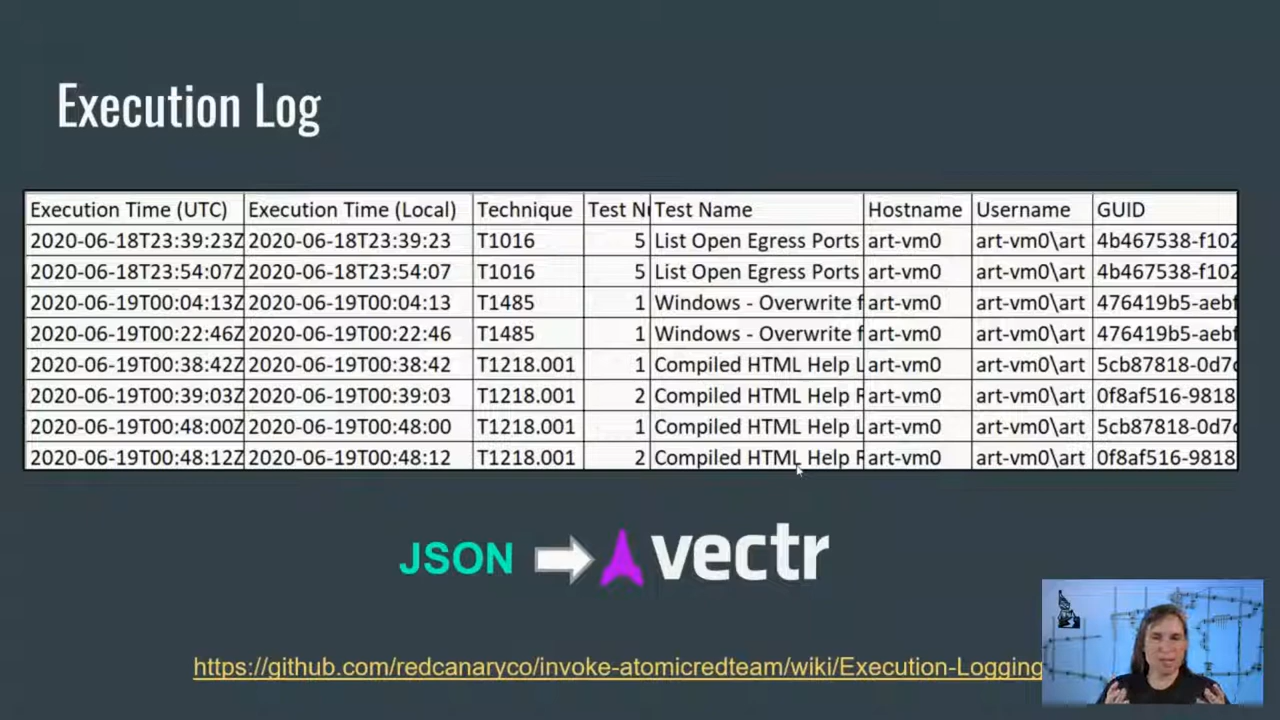 Execution Log
Execution Time (UTC) Execution Time (Local) Technique Test Nu Test Name Hostname Username GUID
2020-06-18T23:39:23Z 2020-06-18T23:39:23 T1016 5 List Open Egress Ports art-vm0 art-vm0\art 4b467538-f102
2020-06-18T23:54:07Z 2020-06-18T23:54:07 T1016 5 List Open Egress Ports art-vm0 art-vm0\art 4b467538-f102
2020-06-19T00:04:13Z 2020-06-19T00:04:13 T1485 1 Windows - Overwrite f art-vm0 art-vm0\art 476419b5-aebf
2020-06-19T00:22:46Z 2020-06-19T00:22:46 T1485 1 Windows - Overwrite f art-vm0 art-vm0\art 476419b5-aebf
2020-06-19T00:38:42Z 2020-06-19T00:38:42 T1218.001 1 Compiled HTML Help L art-vm0 art-vm0\art 5cb87818-0d7c
2020-06-19T00:39:03Z 2020-06-19T00:39:03 T1218.001 2 Compiled HTML Help R art-vm0 art-vm0\art 0f8af516-9818
2020-06-19T00:48:00Z 2020-06-19T00:48:00 T1218.001 1 Compiled HTML Help L art-vm0 art-vm0\art 5cb87818-0d7c
2020-06-19T00:48:12Z 2020-06-19T00:48:12 T1218.001 2 Compiled HTML Help R art-vm0 art-vm0\art 0f8af516-9818
JSON vectr
https://github.com/redcanaryco/invoke-atomicredteam/wiki/Execution-Logging